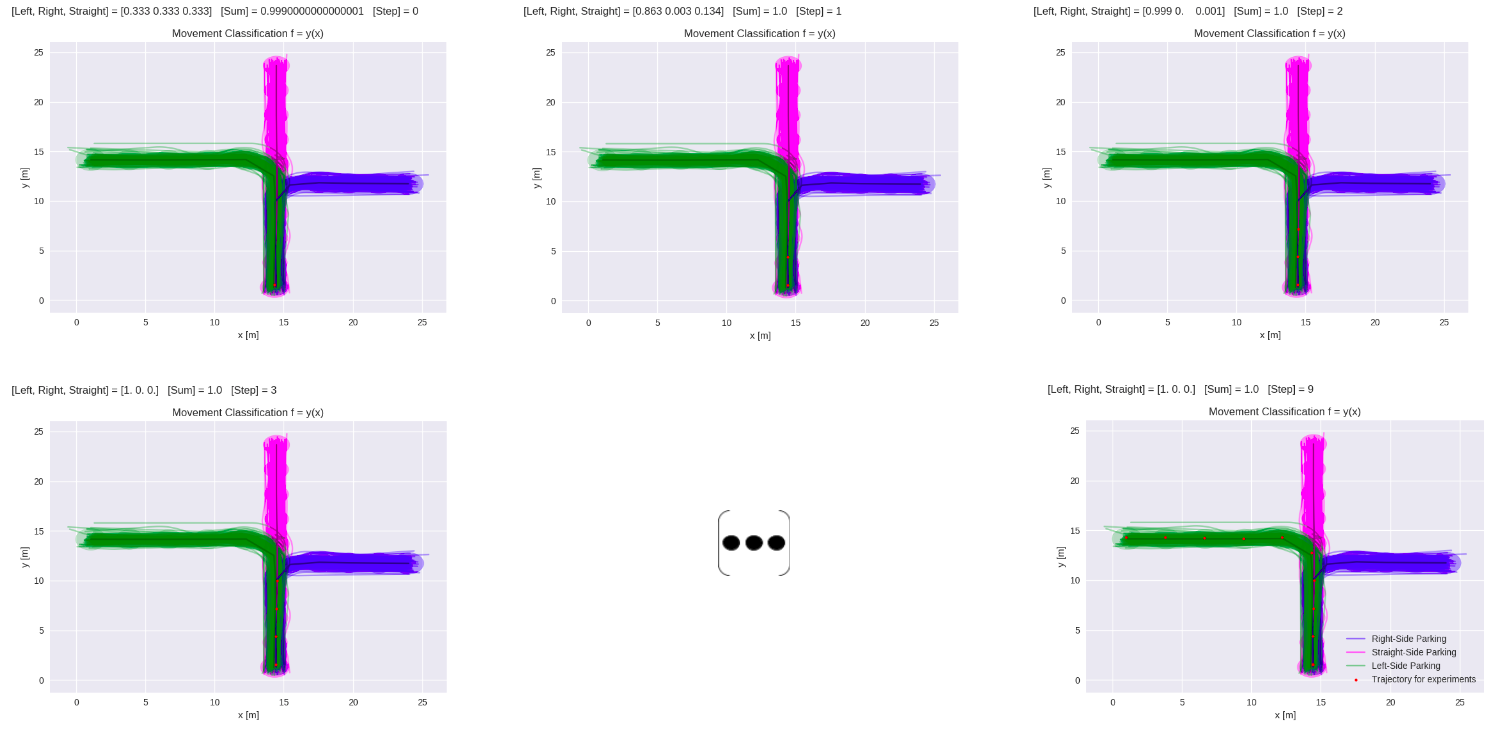 [Left, Right, Straight] = [0.333 0.333 0.333] [Sum] = 0.9990000000000001 [Step] = 0
Movement Classification f = y(x)
25
20
15
10
5
0
y [m]
0 5 10 15 20 25
x [m]
[Left, Right, Straight] = [0.863 0.003 0.134] [Sum] = 1.0 [Step] = 1
Movement Classification f = y(x)
25
20
15
10
5
0
y [m]
0 5 10 15 20 25
x [m]
[Left, Right, Straight] = [0.999 0. 0.001] [Sum] = 1.0 [Step] = 2
Movement Classification f = y(x)
25
20
15
10
5
0
y [m]
0 5 10 15 20 25
x [m]
[Left, Right, Straight] = [1. 0. 0.] [Sum] = 1.0 [Step] = 3
Movement Classification f = y(x)
25
20
15
10
5
0
y [m]
0 5 10 15 20 25
x [m]
[Left, Right, Straight] = [1. 0. 0.] [Sum] = 1.0 [Step] = 9
Movement Classification f = y(x)
25
20
15
10
5
0
y [m]
Right-Side Parking
Straight-Side Parking
Left-Side Parking
Trajectory for experiments
0 5 10 15 20 25
x [m]